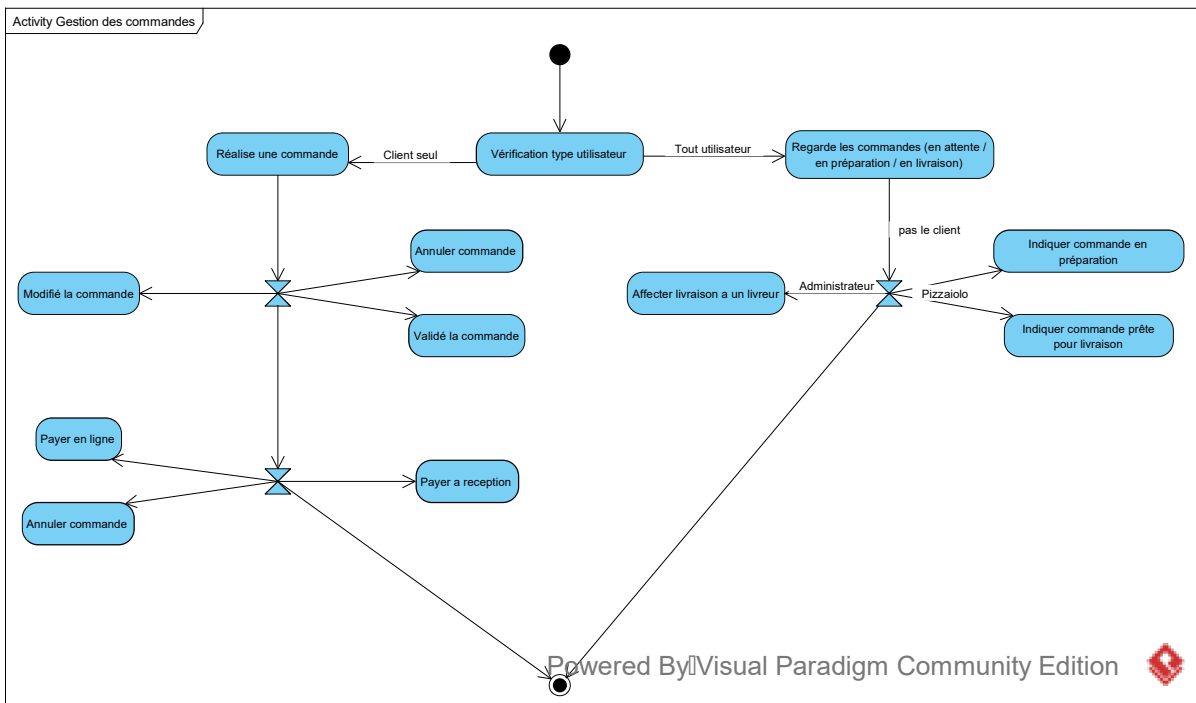 Activity Gestion des commandes
Réalise une commande
Client seul
Vérification type utilisateur
Tout utilisateur
Regarde les commandes (en attente /
en préparation / en livraison)
pas le client
Annuler commande
Indiquer commande en
préparation
Modifié la commande
Affecter livraison a un livreur
Administrateur
Pizzaiolo
Validé la commande
Indiquer commande prête
pour livraison
Payer en ligne
Payer a reception
Annuler commande
Powered By Visual Paradigm Community Edition